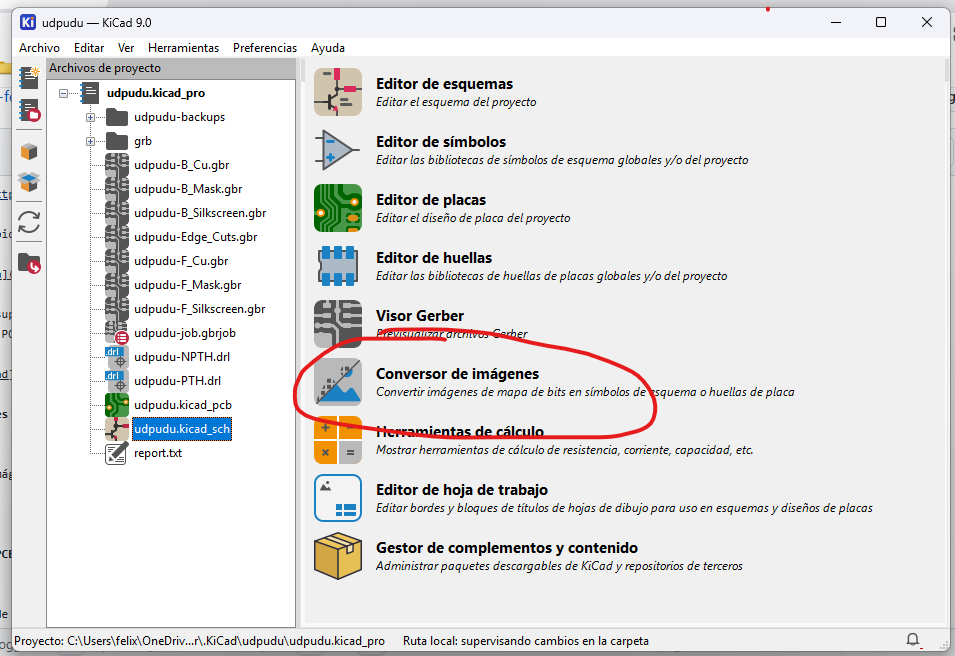 udpudu — KiCad 9.0
Archivo Editar Ver Herramientas Preferencias Ayuda
Archivos de proyecto
udpudu.kicad_pro
udpudu-backups
grb
udpudu-B_Cu.gbr
udpudu-B_Mask.gbr
udpudu-B_Silkscreen.gbr
udpudu-Edge_Cuts.gbr
udpudu-F_Cu.gbr
udpudu-F_Mask.gbr
udpudu-F_Silkscreen.gbr
udpudu-job.gbrjob
udpudu-NPTH.drl
udpudu-PTH.drl
udpudu.kicad_pcb
udpudu.kicad_sch
report.txt
Editor de esquemas
Editar el esquema del proyecto
Editor de símbolos
Editar las bibliotecas de símbolos de esquema globales y/o del proyecto
Editor de placas
Editar el diseño de placa del proyecto
Editor de huellas
Editar las bibliotecas de huellas de placas globales y/o del proyecto
Visor Gerber
Previsualizar archivos Gerber
Conversor de imágenes
Convertir imágenes de mapa de bits en símbolos de esquema o huellas de placa
Herramientas de cálculo
Mostrar herramientas de cálculo de resistencia, corriente, capacidad, etc.
Editor de hoja de trabajo
Editar bordes y bloques de títulos de hojas de dibujo para uso en esquemas y diseños de placas
Gestor de complementos y contenido
Administrar paquetes descargables de KiCad y repositorios de terceros
Proyecto: C:\Users\felix\OneDriv...r\.KiCad\udpudu\udpudu.kicad_pro Ruta local: supervisando cambios en la carpeta